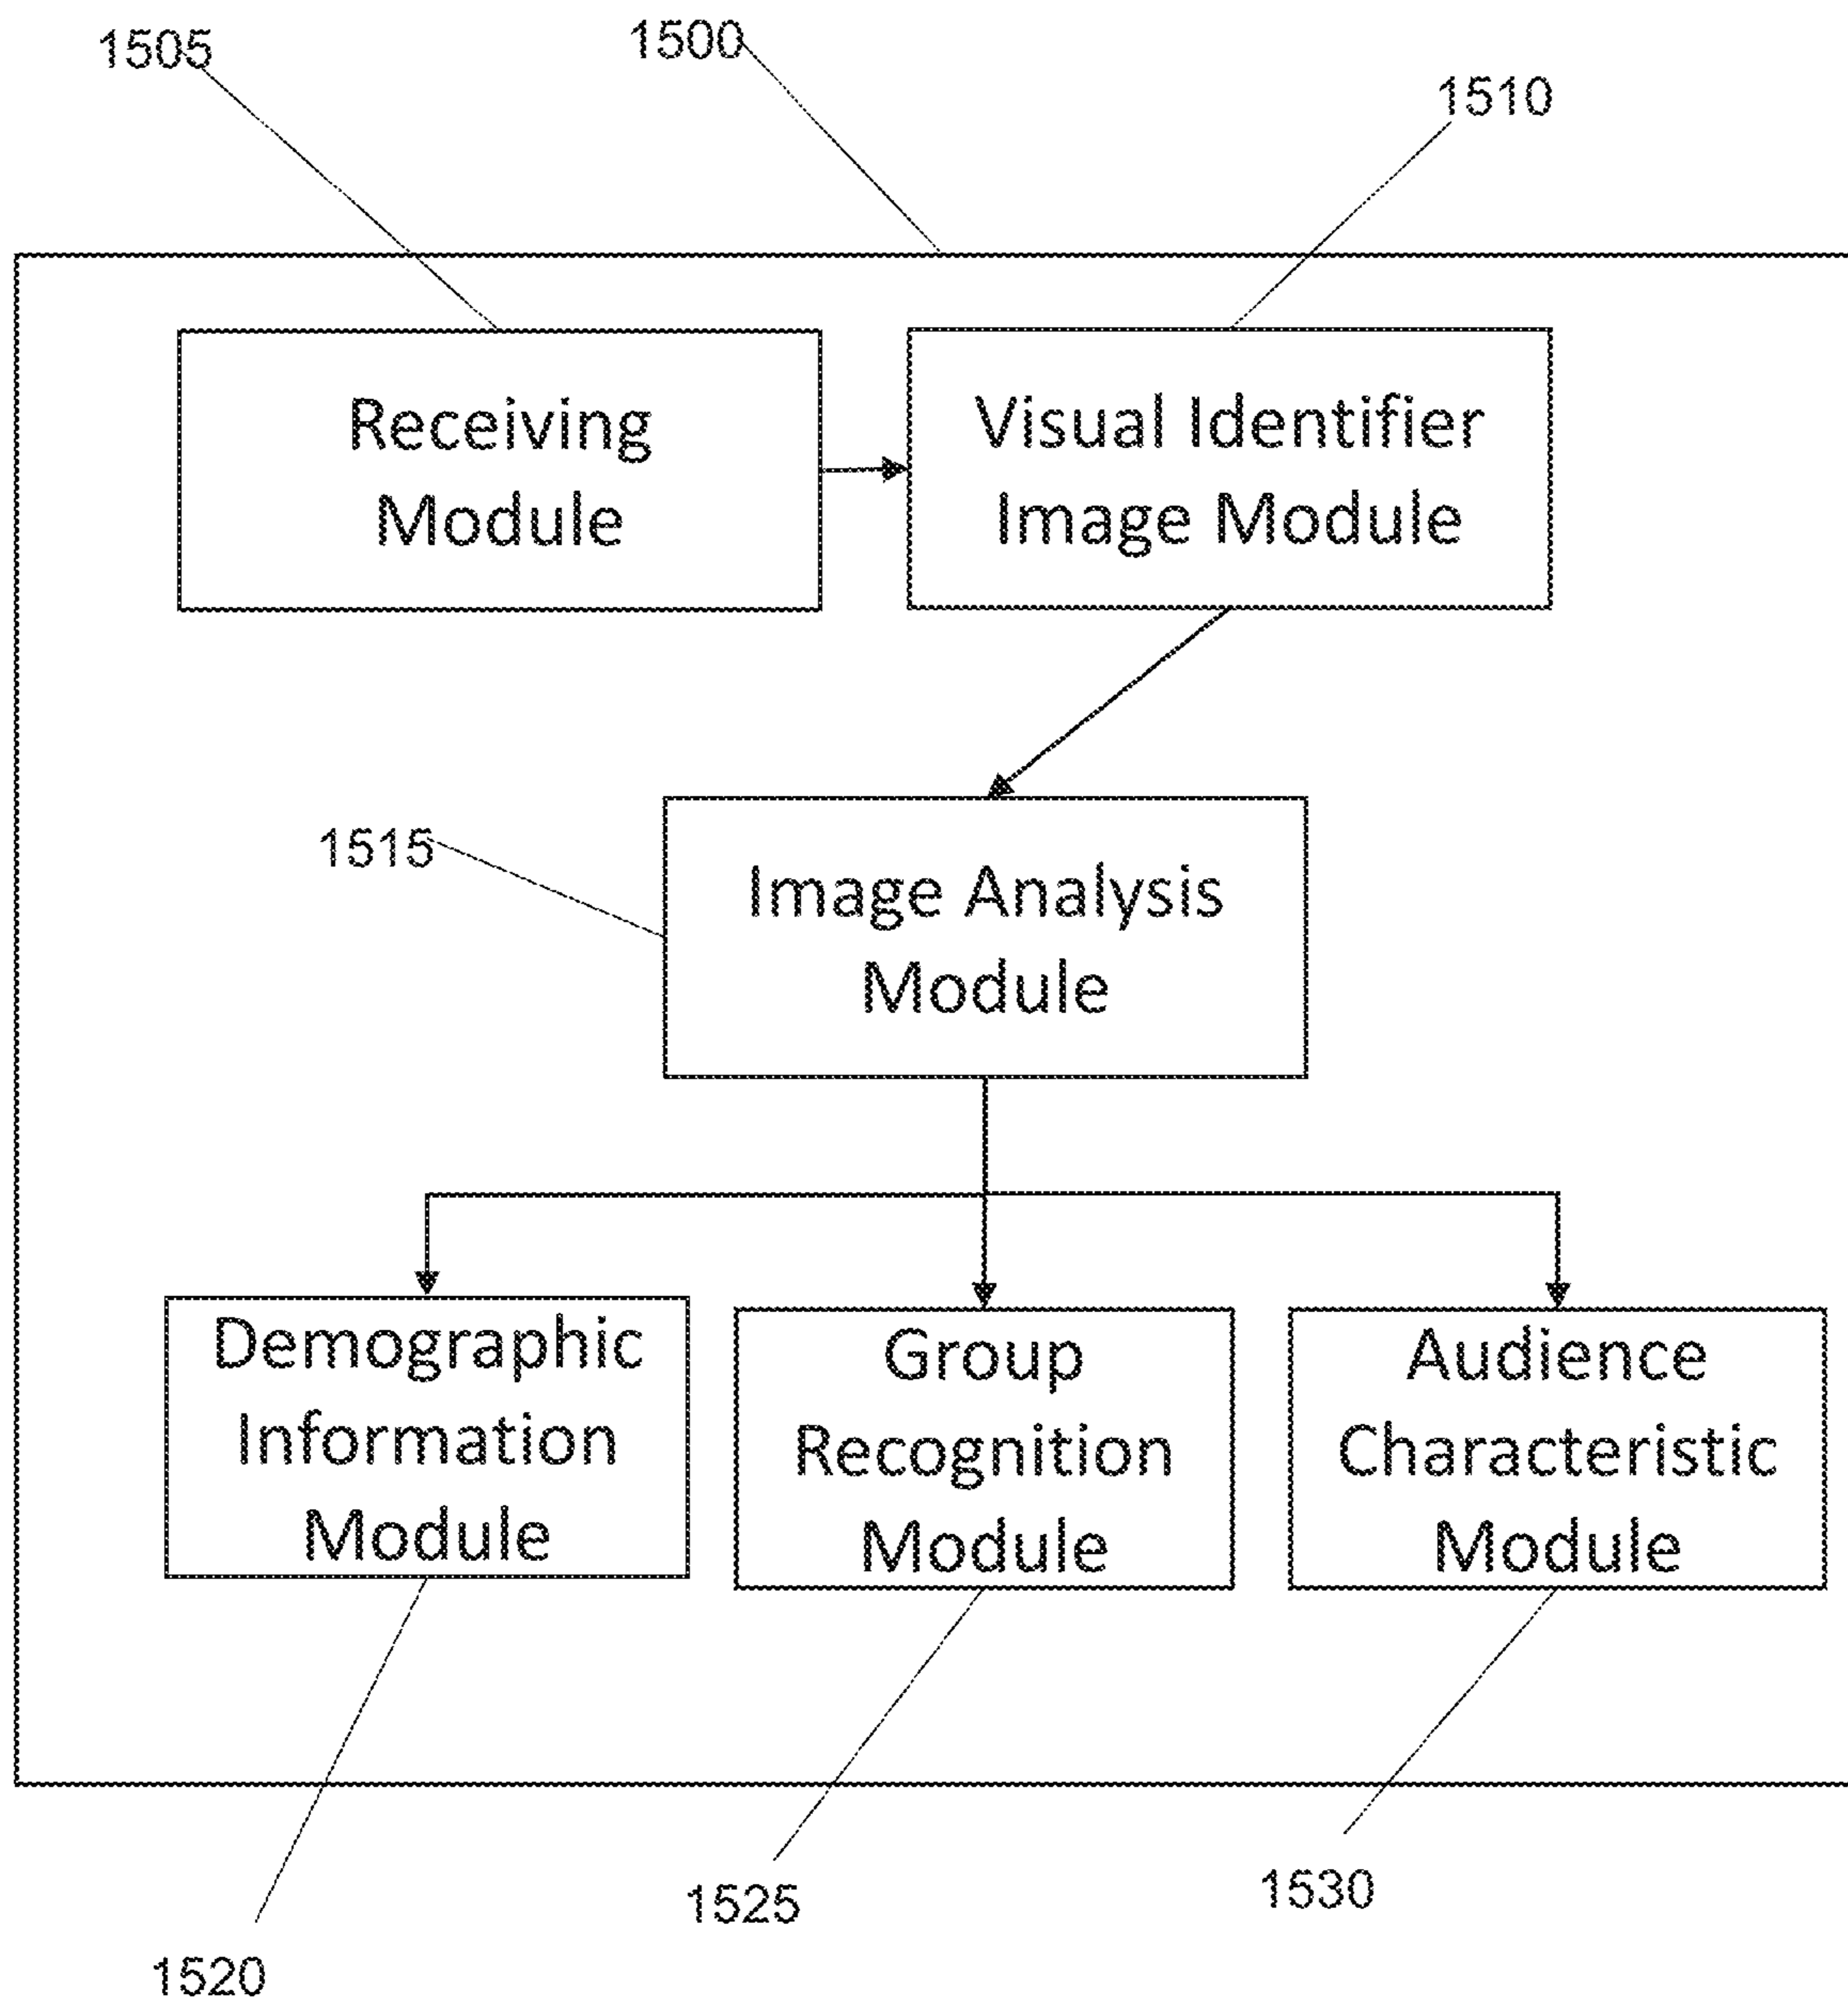 1505
1500
1510
Receiving
Module
Visual Identifier
Image Module
1515
Image Analysis
Module
Demographic
Information
Module
Group
Recognition
Module
Audience
Characteristic
Module
1520
1525
1530